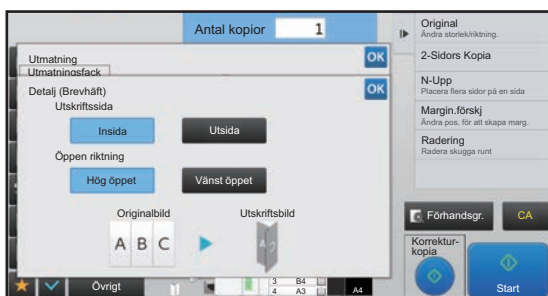 Antal kopior 1
Utmatning OK
Utmatningsfack
Detalj (Brevhäft) OK
Utskriftssida
Insida Utsida
Öppen riktning
Hög öppet Vänst öppet
Originalbild Utskriftsbild
A B C
Övrigt
3 B4
4 A3 A4
Original
Ändra storlek/riktning.
2-Sidors Kopia
N-Upp
Placera flera sidor på en sida
Margin.förskj
Ändra pos. för att skapa marg.
Radering
Radera skugga runt
Förhandsgr. CA
Korrektur-
kopia
Start